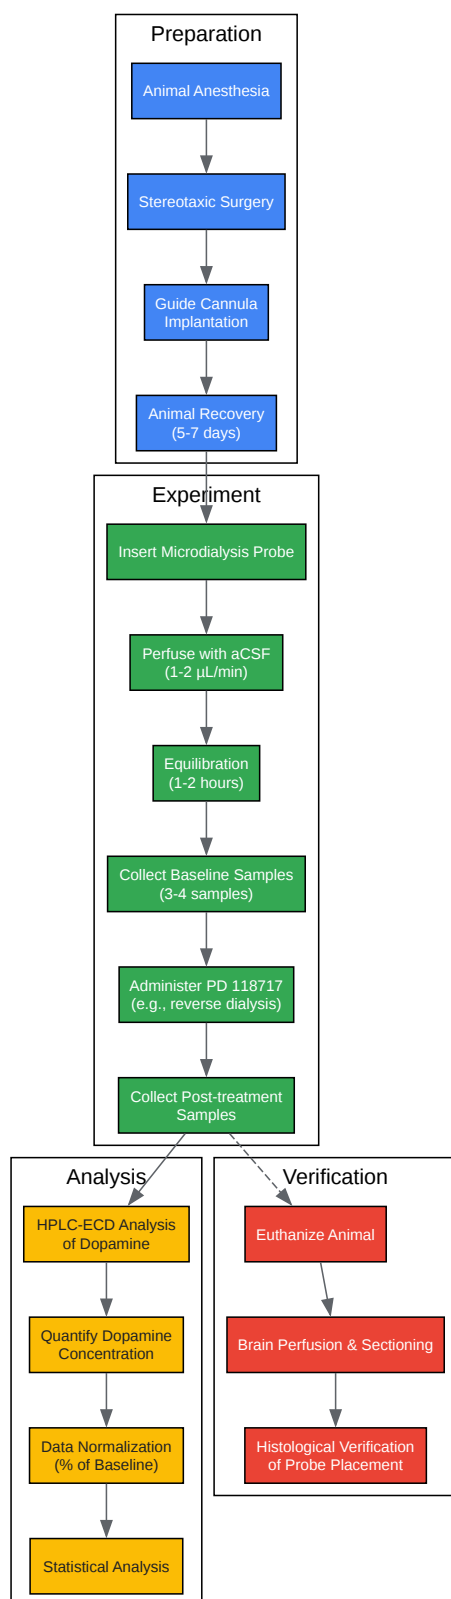 Preparation
Animal Anesthesia
Stereotaxic Surgery
Guide Cannula
Implantation
Animal Recovery
(5-7 days)
Experiment
Insert Microdialysis Probe
Perfuse with aCSF
(1-2 µL/min)
Equilibration
(1-2 hours)
Collect Baseline Samples
(3-4 samples)
Administer PD 118717
(e.g., reverse dialysis)
Collect Post-treatment
Samples
Analysis
HPLC-ECD Analysis
of Dopamine
Quantify Dopamine
Concentration
Data Normalization
(% of Baseline)
Statistical Analysis
Verification
Euthanize Animal
Brain Perfusion & Sectioning
Histological Verification
of Probe Placement